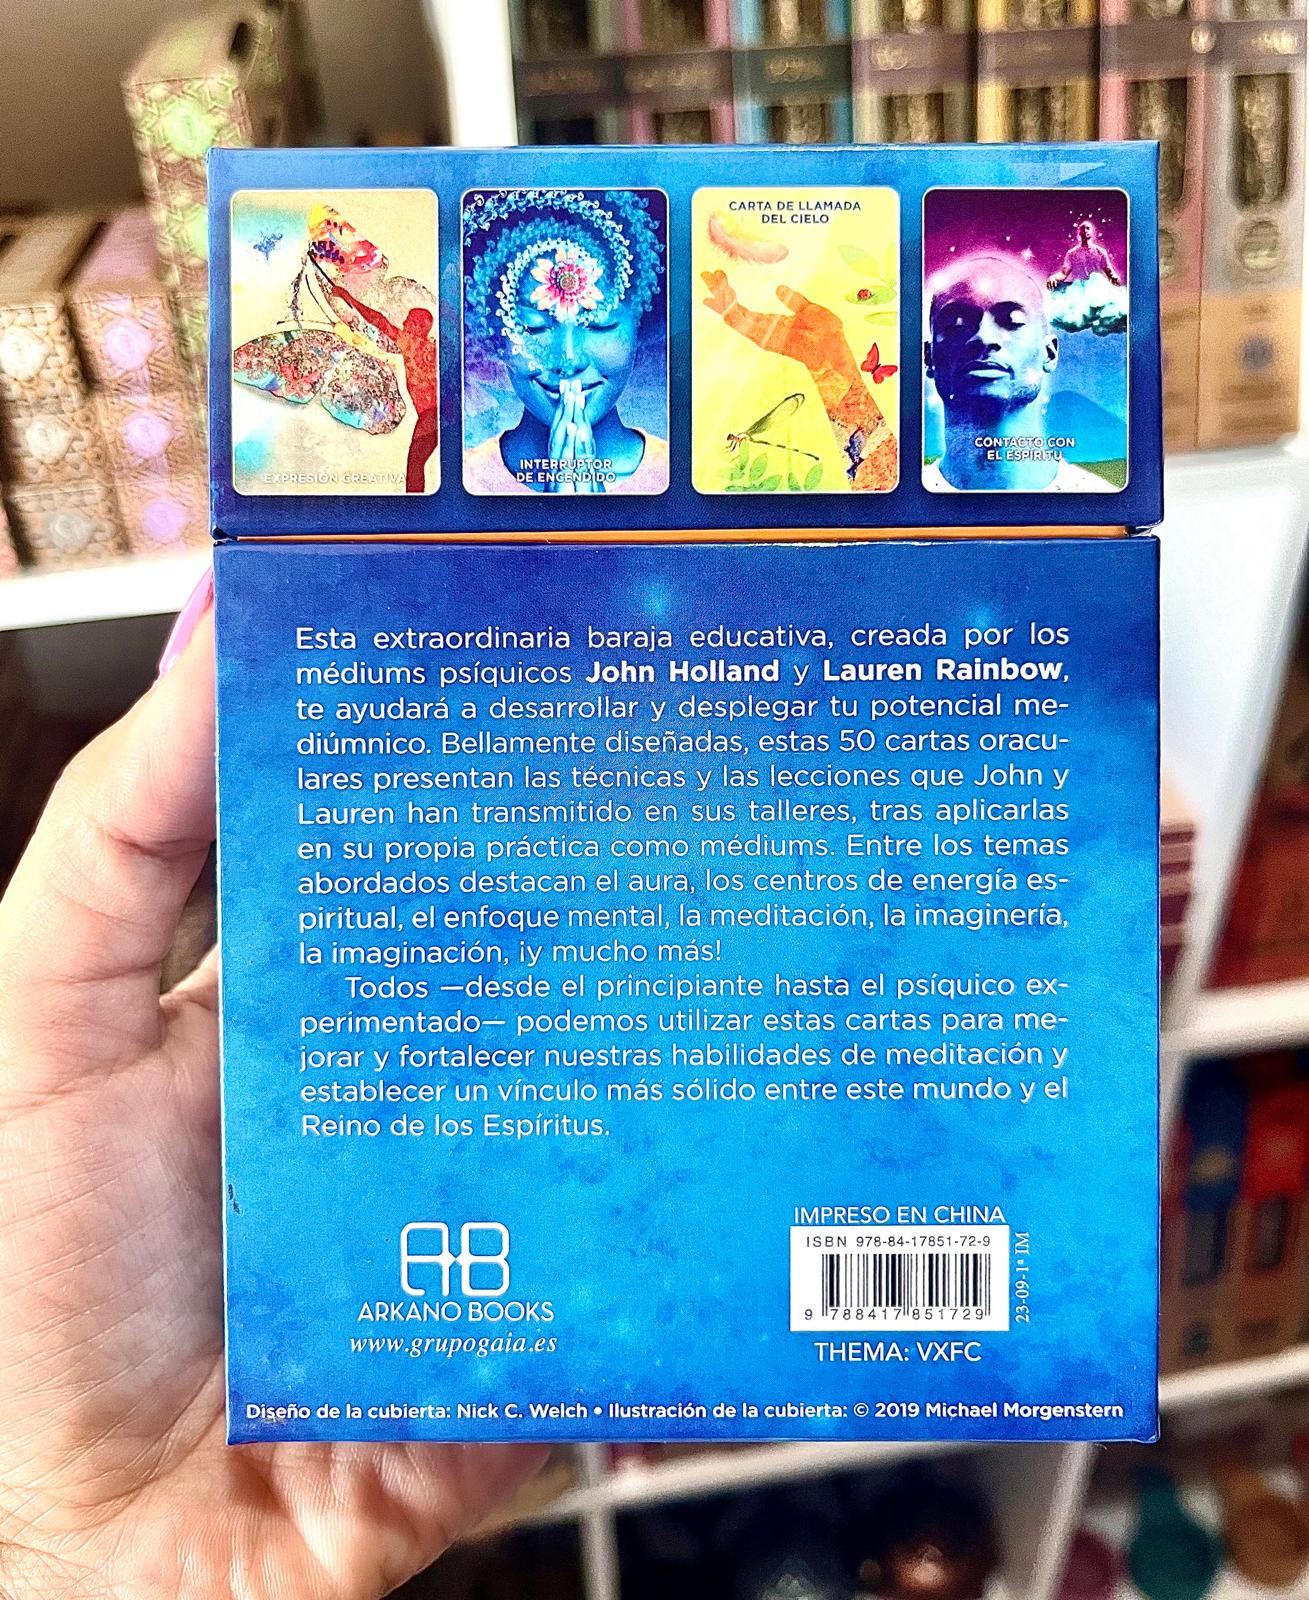 EXPRESIÓN CREATIVA
INTERRUPTOR
DE ENCENDIDO
CARTA DE LLAMADA
DEL CIELO
CONTACTO CON
EL ESPÍRITU
Esta extraordinaria baraja educativa, creada por los
médiums psíquicos John Holland y Lauren Rainbow,
te ayudará a desarrollar y desplegar tu potencial me-
diúmnico. Bellamente diseñadas, estas 50 cartas oracu-
lares presentan las técnicas y las lecciones que John y
Lauren han transmitido en sus talleres, tras aplicarlas
en su propia práctica como médiums. Entre los temas
abordados destacan el aura, los centros de energía es-
piritual, el enfoque mental, la meditación, la imaginería,
la imaginación, ¡y mucho más!
Todos —desde el principiante hasta el psíquico ex-
perimentado— podemos utilizar estas cartas para me-
jorar y fortalecer nuestras habilidades de meditación y
establecer un vínculo más sólido entre este mundo y el
Reino de los Espíritus.
AB
ARKANO BOOKS
www.grupogaia.es
IMPRESO EN CHINA
ISBN 978-84-17851-72-9
9 788417 851729
23-09-1ª IM
THEMA: VXFC
Diseño de la cubierta: Nick C. Welch • Ilustración de la cubierta: © 2019 Michael Morgenstern